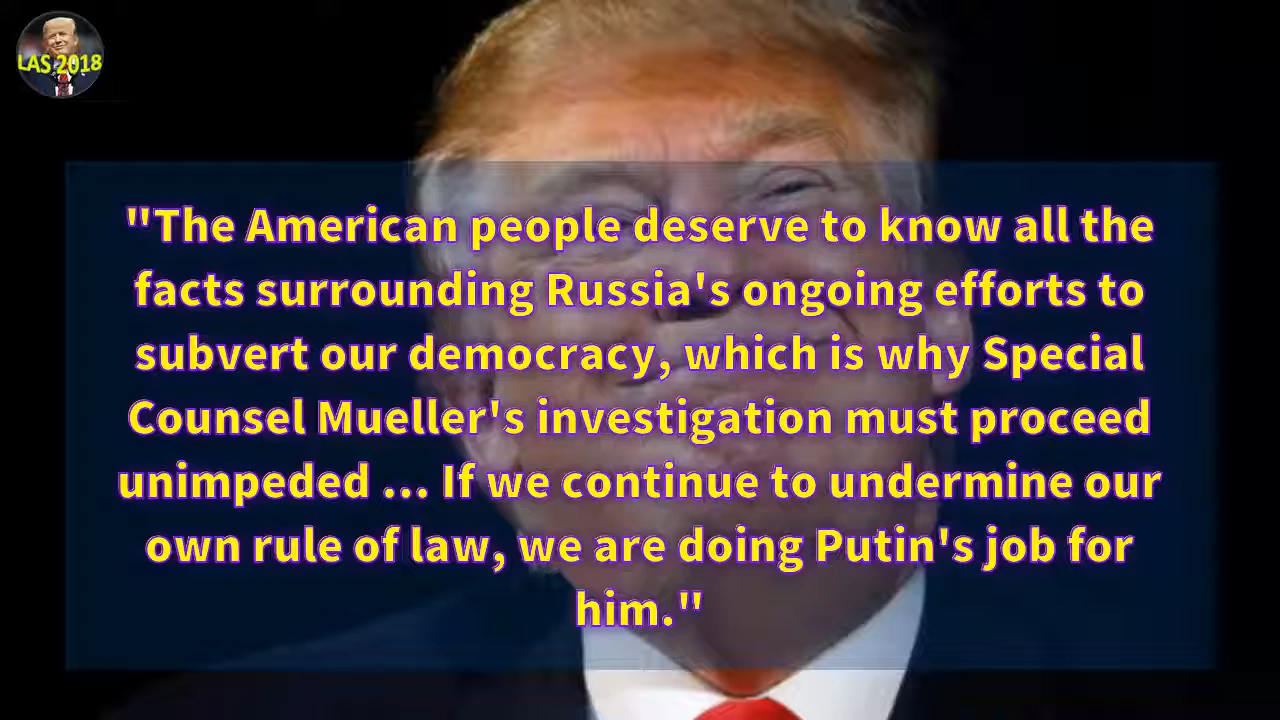 LAS 2018
"The American people deserve to know all the
facts surrounding Russia's ongoing efforts to
subvert our democracy, which is why Special
Counsel Mueller's investigation must proceed
unimpeded ... If we continue to undermine our
own rule of law, we are doing Putin's job for
him."